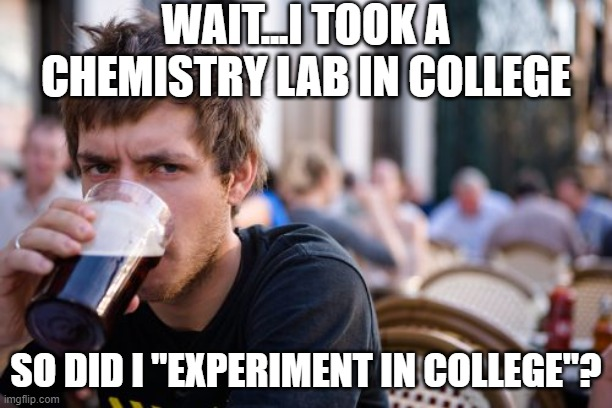 WAIT...I TOOK A
CHEMISTRY LAB IN COLLEGE
SO DID I "EXPERIMENT IN COLLEGE"?
imgflip.com